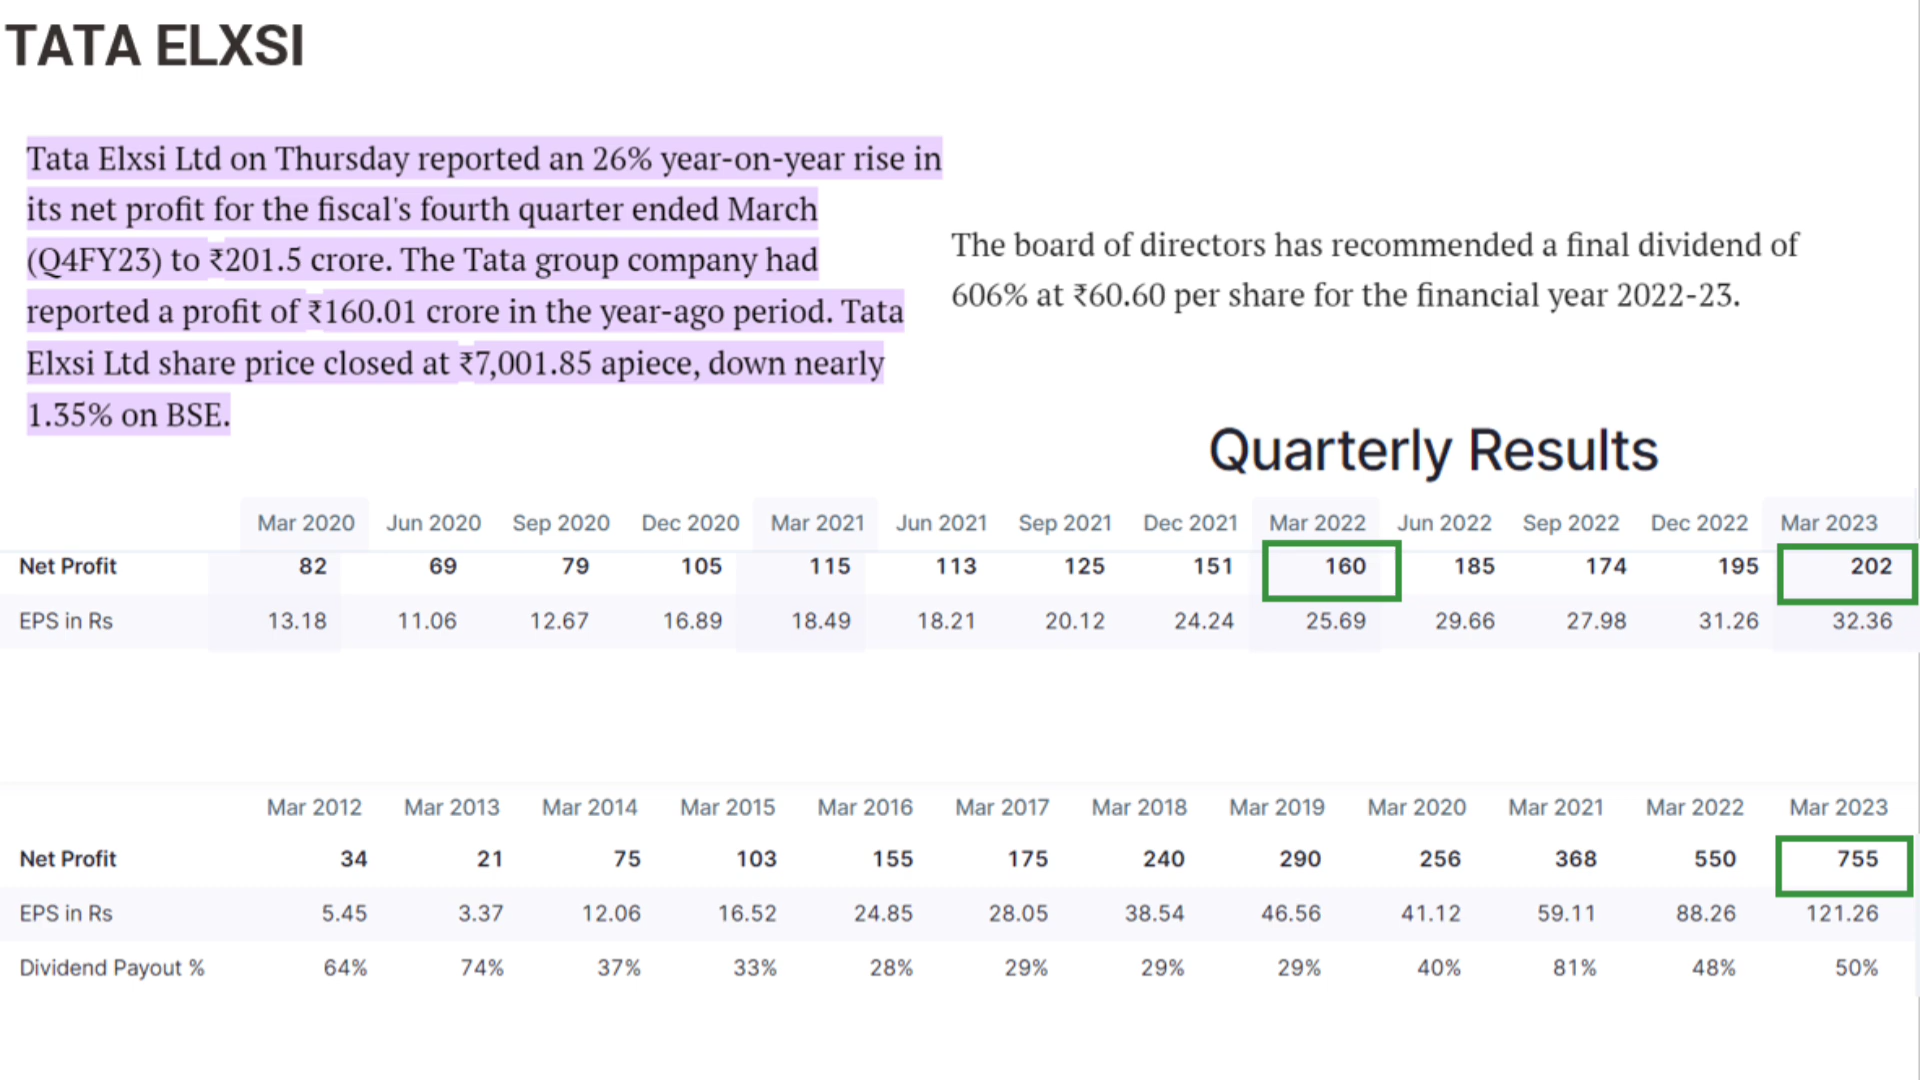 TATA ELXSI
Tata Elxsi Ltd on Thursday reported an 26% year-on-year rise in
its net profit for the fiscal's fourth quarter ended March
(Q4FY23) to ₹201.5 crore. The Tata group company had
reported a profit of ₹160.01 crore in the year-ago period. Tata
Elxsi Ltd share price closed at ₹7,001.85 apiece, down nearly
1.35% on BSE.
The board of directors has recommended a final dividend of
606% at ₹60.60 per share for the financial year 2022-23.
Quarterly Results
Mar 2020 Jun 2020 Sep 2020 Dec 2020 Mar 2021 Jun 2021 Sep 2021 Dec 2021 Mar 2022 Jun 2022 Sep 2022 Dec 2022 Mar 2023
Net Profit 82 69 79 105 115 113 125 151 160 185 174 195 202
EPS in Rs 13.18 11.06 12.67 16.89 18.49 18.21 20.12 24.24 25.69 29.66 27.98 31.26 32.36
Mar 2012 Mar 2013 Mar 2014 Mar 2015 Mar 2016 Mar 2017 Mar 2018 Mar 2019 Mar 2020 Mar 2021 Mar 2022 Mar 2023
Net Profit 34 21 75 103 155 175 240 290 256 368 550 755
EPS in Rs 5.45 3.37 12.06 16.52 24.85 28.05 38.54 46.56 41.12 59.11 88.26 121.26
Dividend Payout % 64% 74% 37% 33% 28% 29% 29% 29% 40% 81% 48% 50%